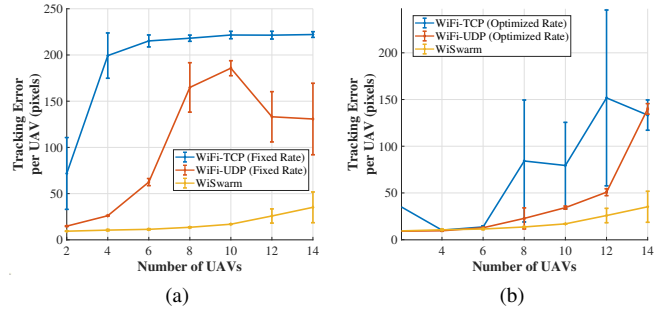 250
200
150
100
50
0
Tracking Error
per UAV (pixels)
WiFi-TCP (Fixed Rate)
WiFi-UDP (Fixed Rate)
WiSwarm
2 4 6 8 10 12 14
Number of UAVs
(a)
200
150
100
50
0
Tracking Error
per UAV (pixels)
WiFi-TCP (Optimized Rate)
WiFi-UDP (Optimized Rate)
WiSwarm
4 6 8 10 12 14
Number of UAVs
(b)